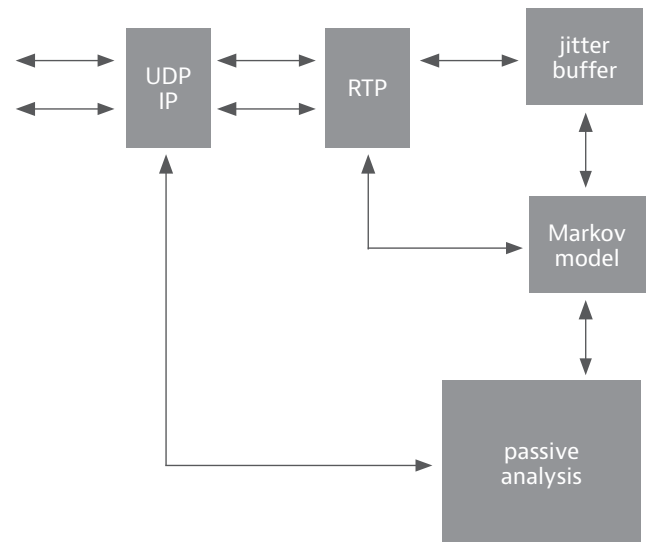 UDP
IP
RTP
jitter
buffer
Markov
model
passive
analysis